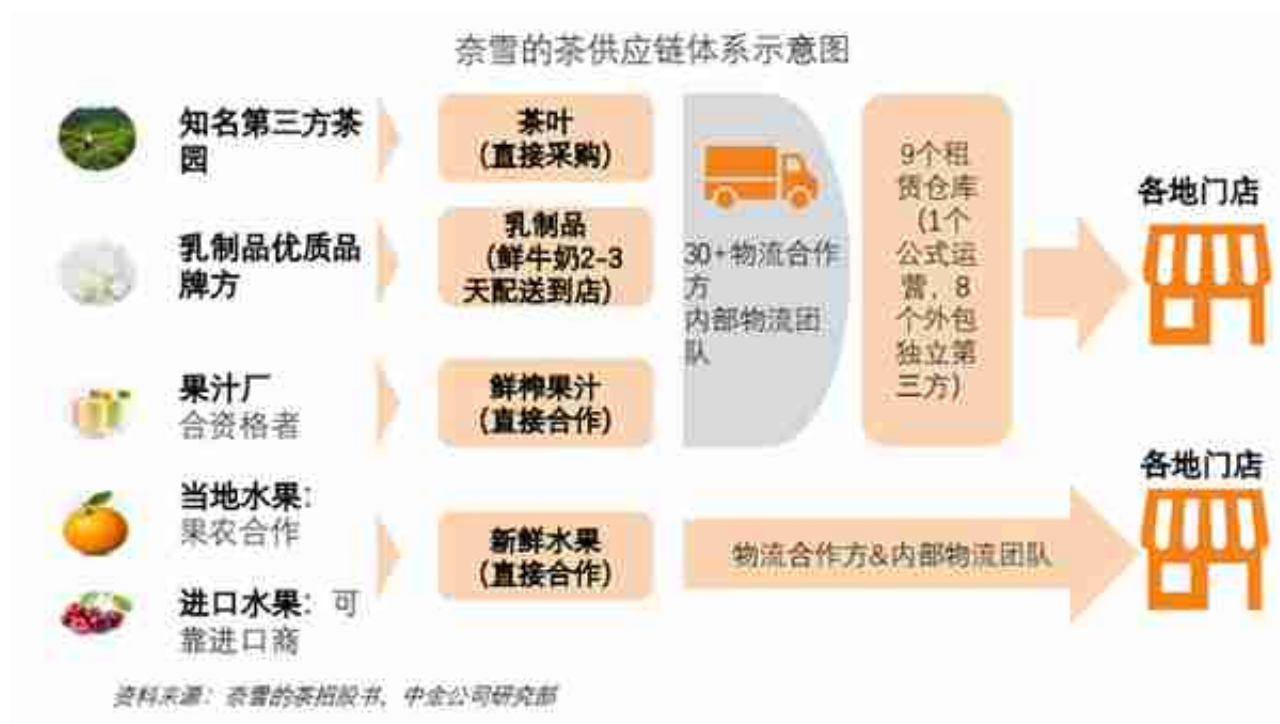 奈雪的茶供应链体系示意图
知名第三方茶
园
茶叶
（直接采购）
乳制品优质品
牌方
乳制品
（鲜牛奶2-3
天配送到店）
果汁厂
合资格者
鲜榨果汁
（直接合作）
30+物流合作
方
内部物流团
队
9个租
赁仓库
（1个
公式运
营，8
个外包
独立第
三方）
各地门店
当地水果：
果农合作
进口水果：可
靠进口商
新鲜水果
（直接合作）
物流合作方&内部物流团队
各地门店
资料来源：奈雪的茶招股书，中金公司研究部